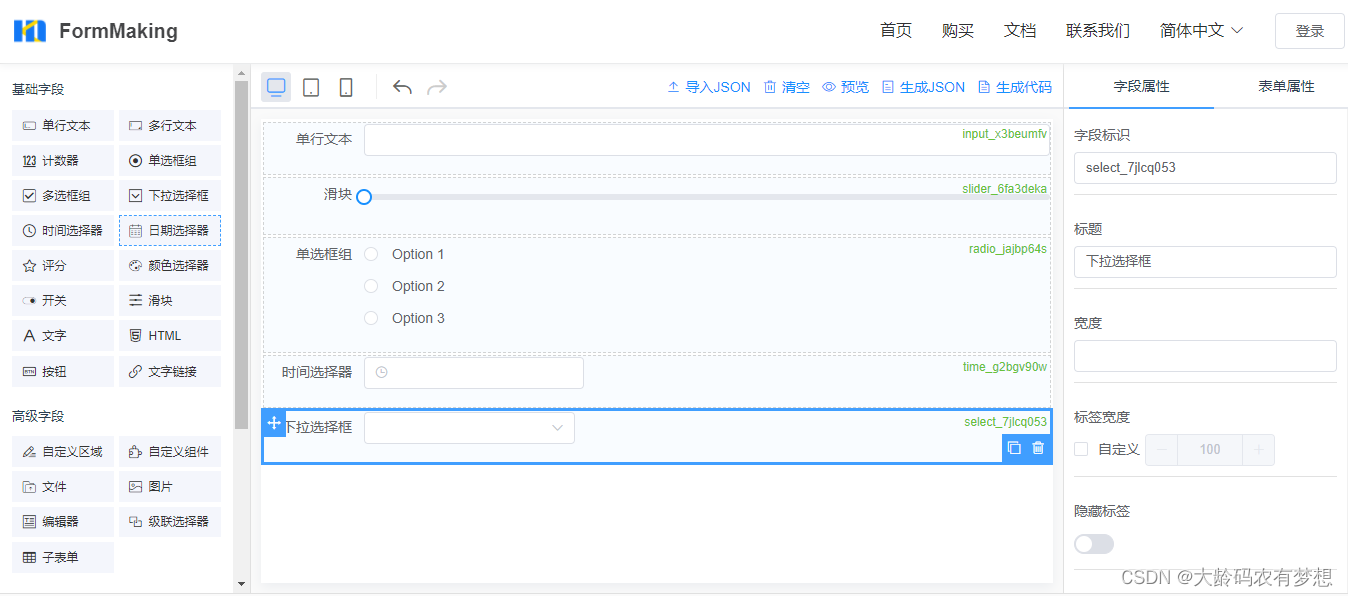 FormMaking
首页 购买 文档 联系我们 简体中文 登录
基础字段
单行文本 多行文本
123 计数器 单选框组
多选框组 下拉选择框
时间选择器 日期选择器
评分 颜色选择器
开关 滑块
文字 HTML
按钮 文字链接
高级字段
自定义区域 自定义组件
文件 图片
编辑器 级联选择器
子表单
导入JSON 清空 预览 生成JSON 生成代码
单行文本 input_x3beumfv
滑块 slider_6fa3deka
单选框组 Option 1 radio_jajbp64s
Option 2
Option 3
时间选择器 time_g2bgv90w
下拉选择框 select_7jlcq053
字段属性 表单属性
字段标识
select_7jlcq053
标题
下拉选择框
宽度
标签宽度
自定义 100
隐藏标签
CSDN @大龄码农有梦想